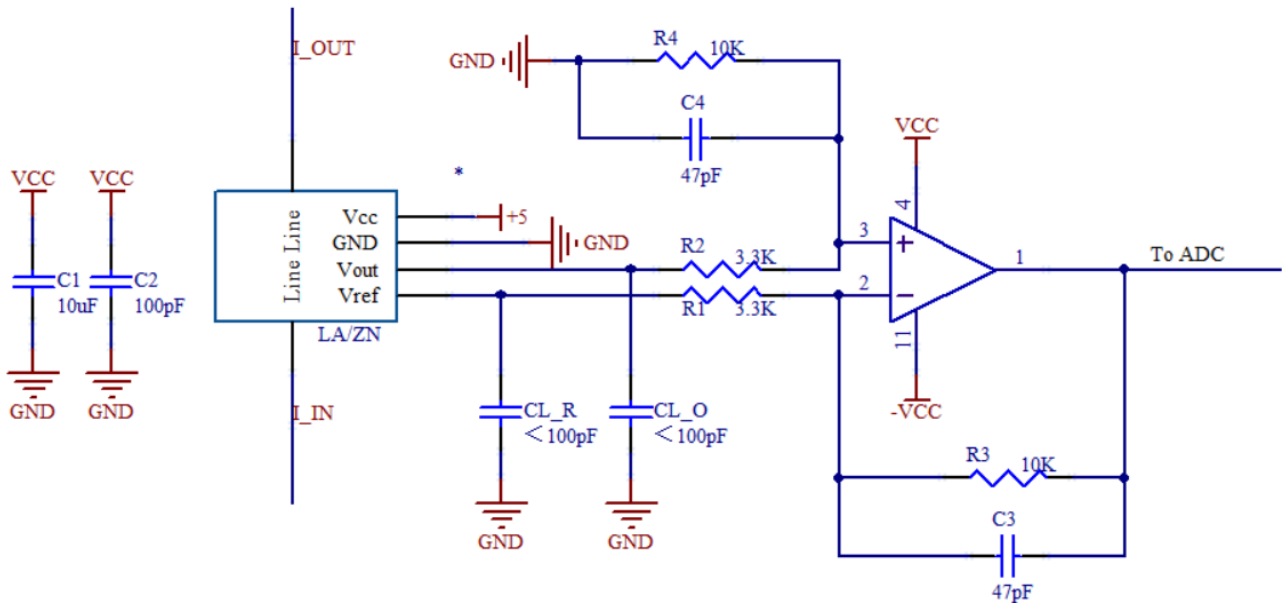 I_OUT
R4
10K
GND
C4
47pF
VCC
VCC
VCC
*
Line Line
Vcc
GND
Vout
Vref
+5
GND
LA/ZN
C1
10uF
C2
100pF
GND
GND
I_IN
R2
3.3K
R1
3.3K
3
2
4
11
1
To ADC
-VCC
CL_R
<100pF
CL_O
<100pF
GND
GND
R3
10K
C3
47pF